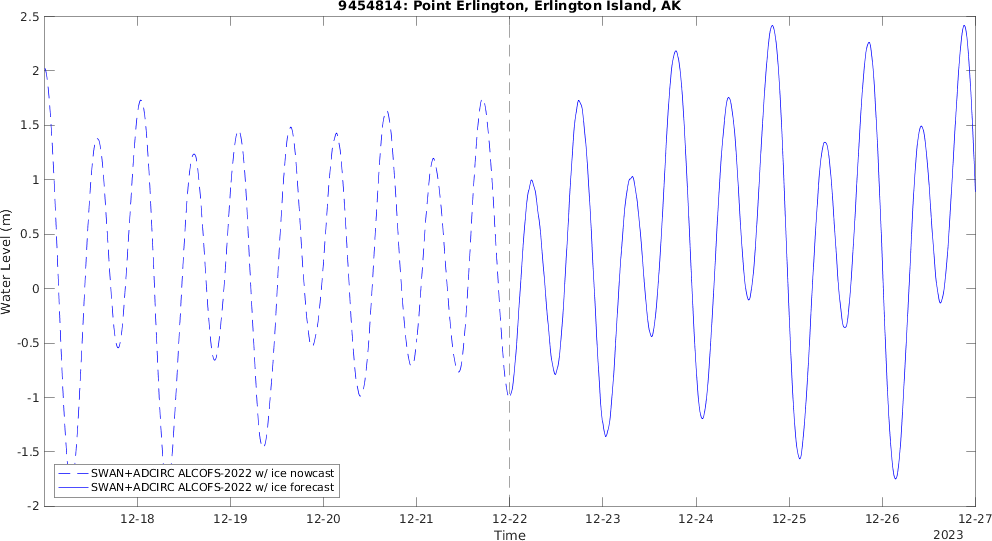 9454814: Point Erlington, Erlington Island, AK
2.5
2
1.5
1
0.5
0
-0.5
-1
-1.5
-2
Water Level (m)
SWAN+ADCIRC ALCOFS-2022 w/ ice nowcast
SWAN+ADCIRC ALCOFS-2022 w/ ice forecast
12-18 12-19 12-20 12-21 12-22 12-23 12-24 12-25 12-26 12-27
Time
2023